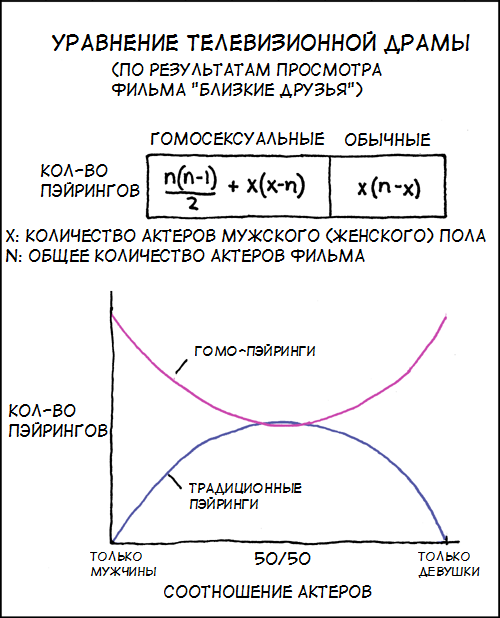 УРАВНЕНИЕ ТЕЛЕВИЗИОННОЙ ДРАМЫ
(ПО РЕЗУЛЬТАТАМ ПРОСМОТРА
ФИЛЬМА "БЛИЗКИЕ ДРУЗЬЯ")
ГОМОСЕКСУАЛЬНЫЕ ОБЫЧНЫЕ
КОЛ-ВО
ПЭЙРИНГОВ
n(n-1)/2 + x(x-n) x(n-x)
X: КОЛИЧЕСТВО АКТЕРОВ МУЖСКОГО (ЖЕНСКОГО) ПОЛА
N: ОБЩЕЕ КОЛИЧЕСТВО АКТЕРОВ ФИЛЬМА
ГОМО-ПЭЙРИНГИ
КОЛ-ВО
ПЭЙРИНГОВ
ТРАДИЦИОННЫЕ
ПЭЙРИНГИ
ТОЛЬКО
МУЖЧИНЫ
50/50
ТОЛЬКО
ДЕВУШКИ
СООТНОШЕНИЕ АКТЕРОВ